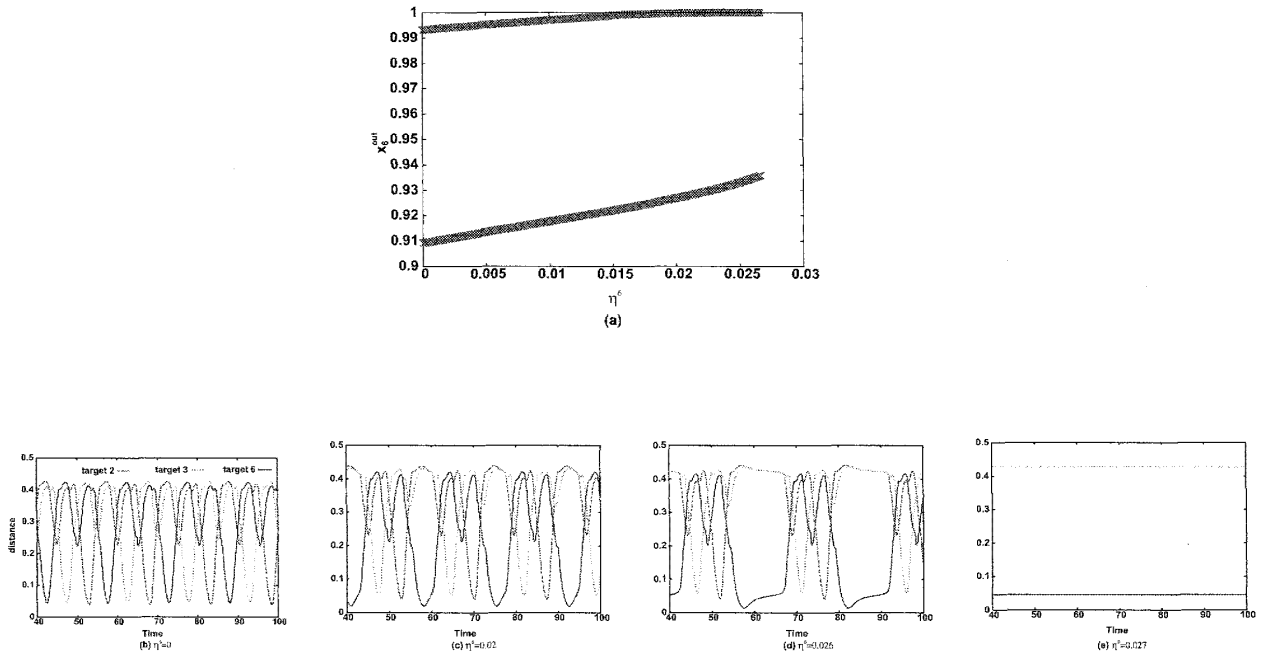 1
0.99
0.98
0.97
0.96
0.95
0.94
0.93
0.92
0.91
0.9
X6out
0 0.005 0.01 0.015 0.02 0.025 0.03
η6
(a)
0.5
0.4
0.3
0.2
0.1
0
distance
target 2 target 3 target 6
40 50 60 70 80 90 100
Time
(b) η6=0
0.5
0.4
0.3
0.2
0.1
0
40 50 60 70 80 90 100
Time
(c) η6=0.02
0.5
0.4
0.3
0.2
0.1
0
40 50 60 70 80 90 100
Time
(d) η6=0.026
0.5
0.4
0.3
0.2
0.1
0
40 50 60 70 80 90 100
Time
(e) η6=0.027